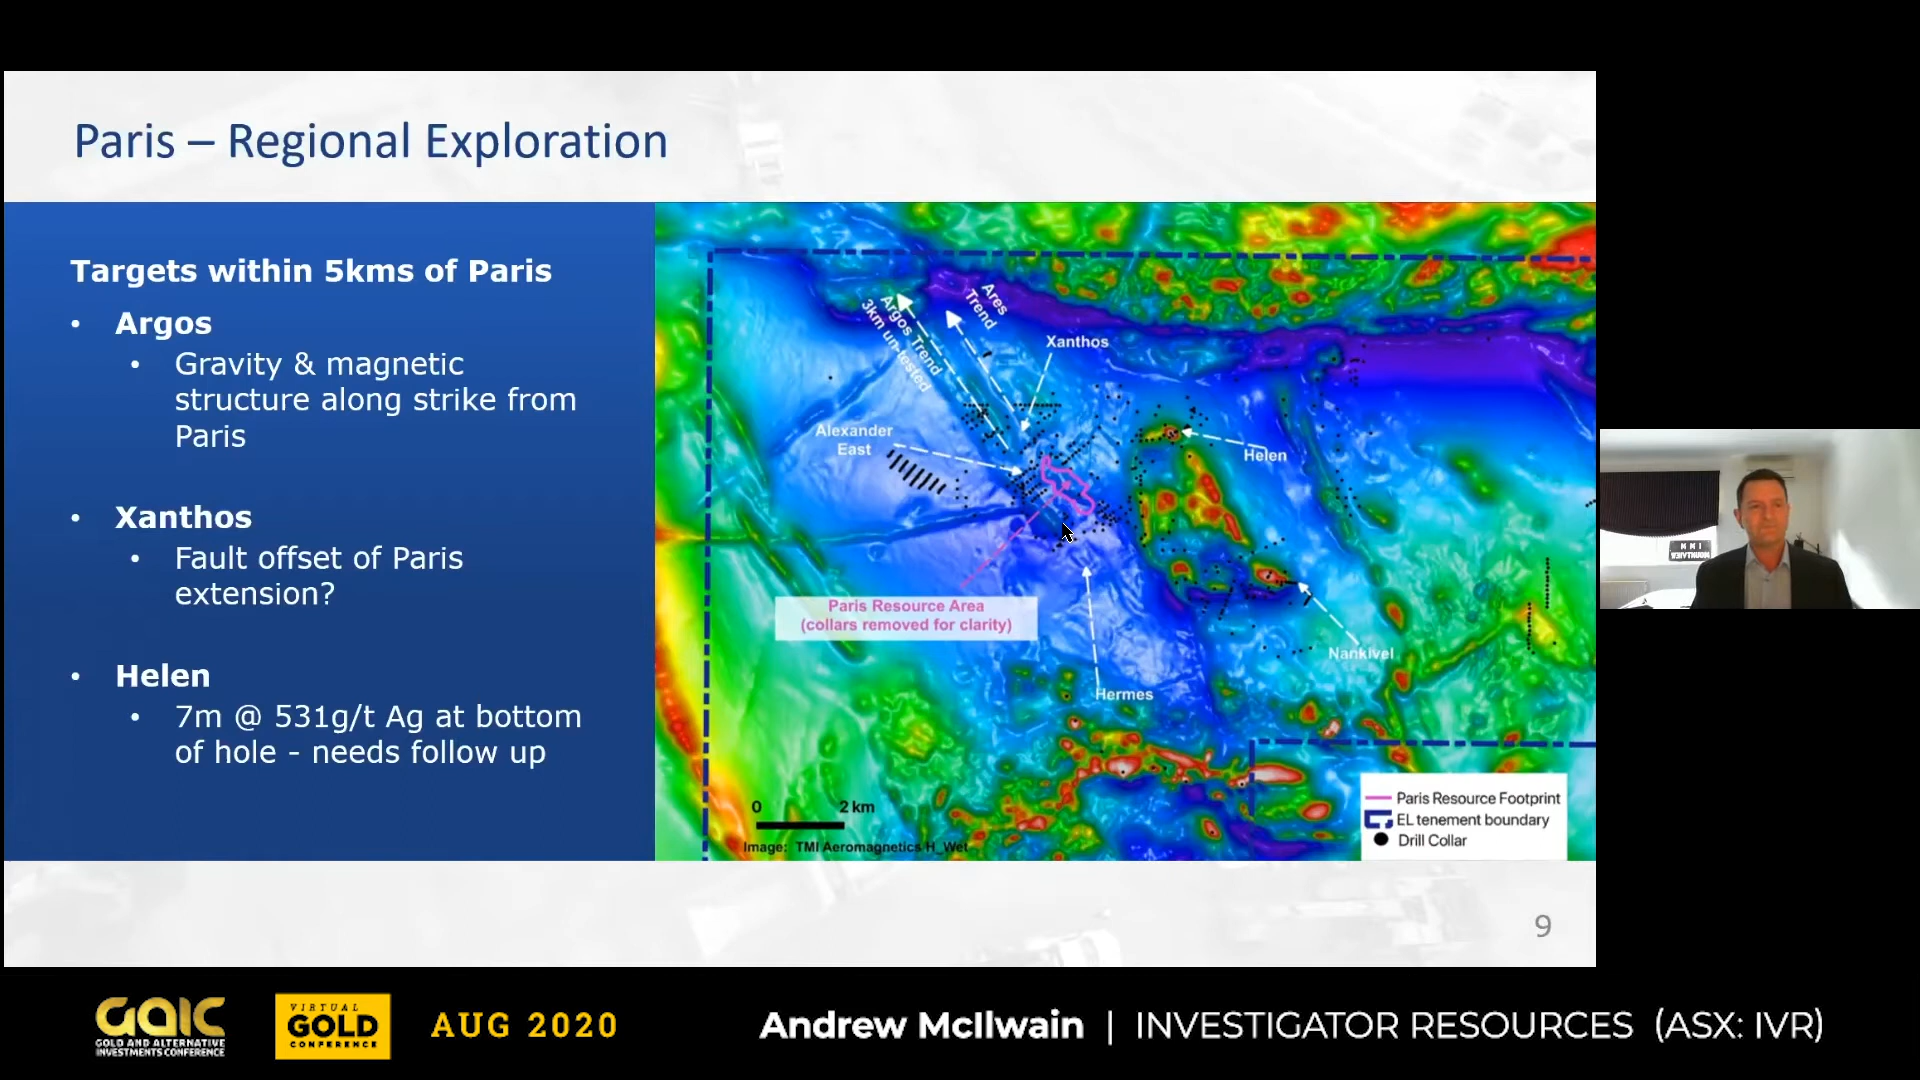 Paris – Regional Exploration
Targets within 5kms of Paris
• Argos
• Gravity & magnetic
structure along strike from
Paris
• Xanthos
• Fault offset of Paris
extension?
• Helen
• 7m @ 531g/t Ag at bottom
of hole - needs follow up
Ares
Trend
Argos Trend
3km un-tested
Xanthos
Alexander
East
Helen
Paris Resource Area
(collars removed for clarity)
Nankivel
Hermes
0 2 km
Image: TMI Aeromagnetics H_Wet
Paris Resource Footprint
EL tenement boundary
Drill Collar
9
GAIC
GOLD AND ALTERNATIVE
INVESTMENTS CONFERENCE
VIRTUAL
GOLD
CONFERENCE
AUG 2020
Andrew McIlwain | INVESTIGATOR RESOURCES (ASX: IVR)